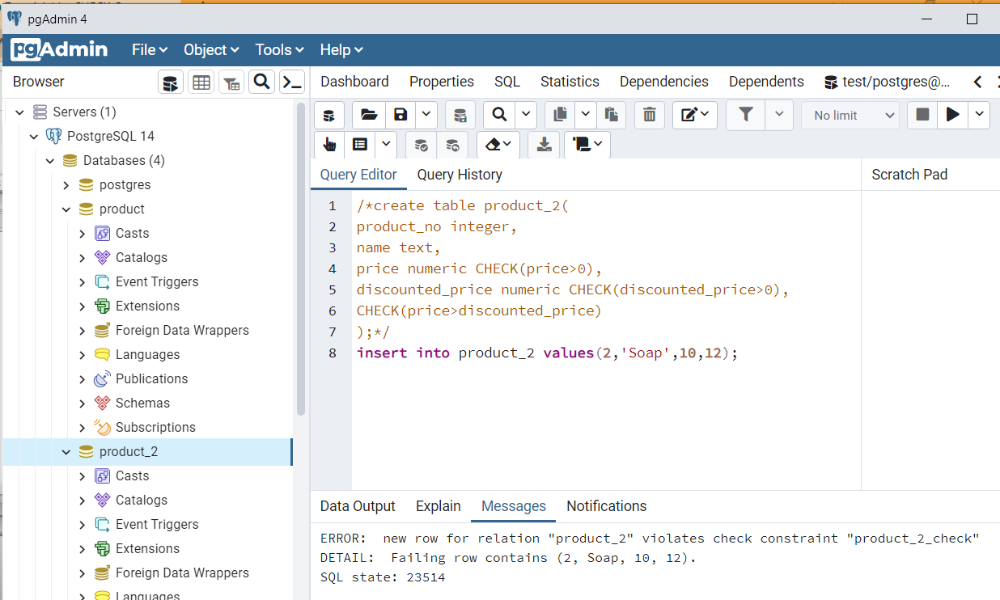 pgAdmin 4
pgAdmin File Object Tools Help
Browser
Dashboard Properties SQL Statistics Dependencies Dependents test/postgres@...
Servers (1)
PostgreSQL 14
Databases (4)
postgres
product
Casts
Catalogs
Event Triggers
Extensions
Foreign Data Wrappers
Languages
Publications
Schemas
Subscriptions
product_2
Casts
Catalogs
Event Triggers
Extensions
Foreign Data Wrappers
Languages
No limit
Query Editor Query History
Scratch Pad
1 /*create table product_2(
2 product_no integer,
3 name text,
4 price numeric CHECK(price>0),
5 discounted_price numeric CHECK(discounted_price>0),
6 CHECK(price>discounted_price)
7 );*/
8 insert into product_2 values(2,'Soap',10,12);
Data Output Explain Messages Notifications
ERROR:  new row for relation "product_2" violates check constraint "product_2_check"
DETAIL:  Failing row contains (2, Soap, 10, 12).
SQL state: 23514